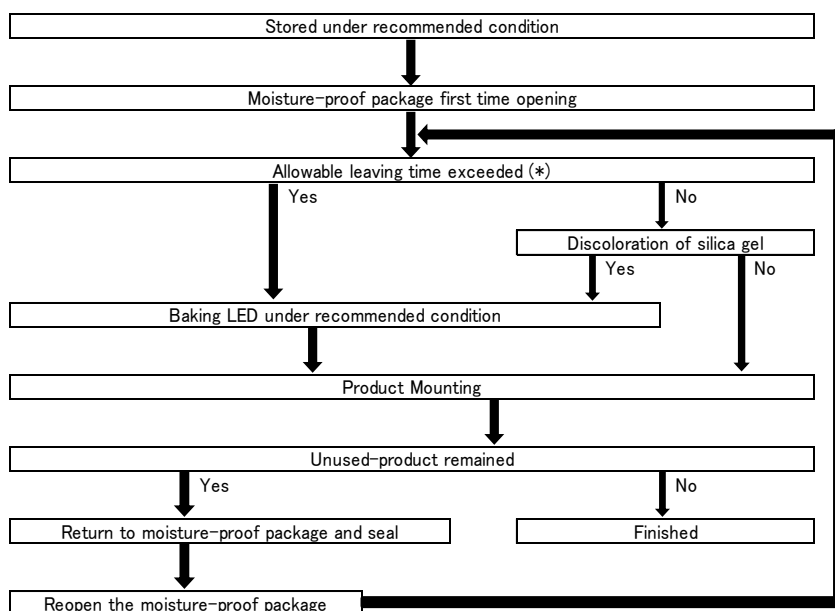 Stored under recommended condition
Moisture-proof package first time opening
Allowable leaving time exceeded (*)
Yes
No
Discoloration of silica gel
Yes
No
Baking LED under recommended condition
Product Mounting
Unused-product remained
Yes
No
Return to moisture-proof package and seal
Finished
Reopen the moisture-proof package